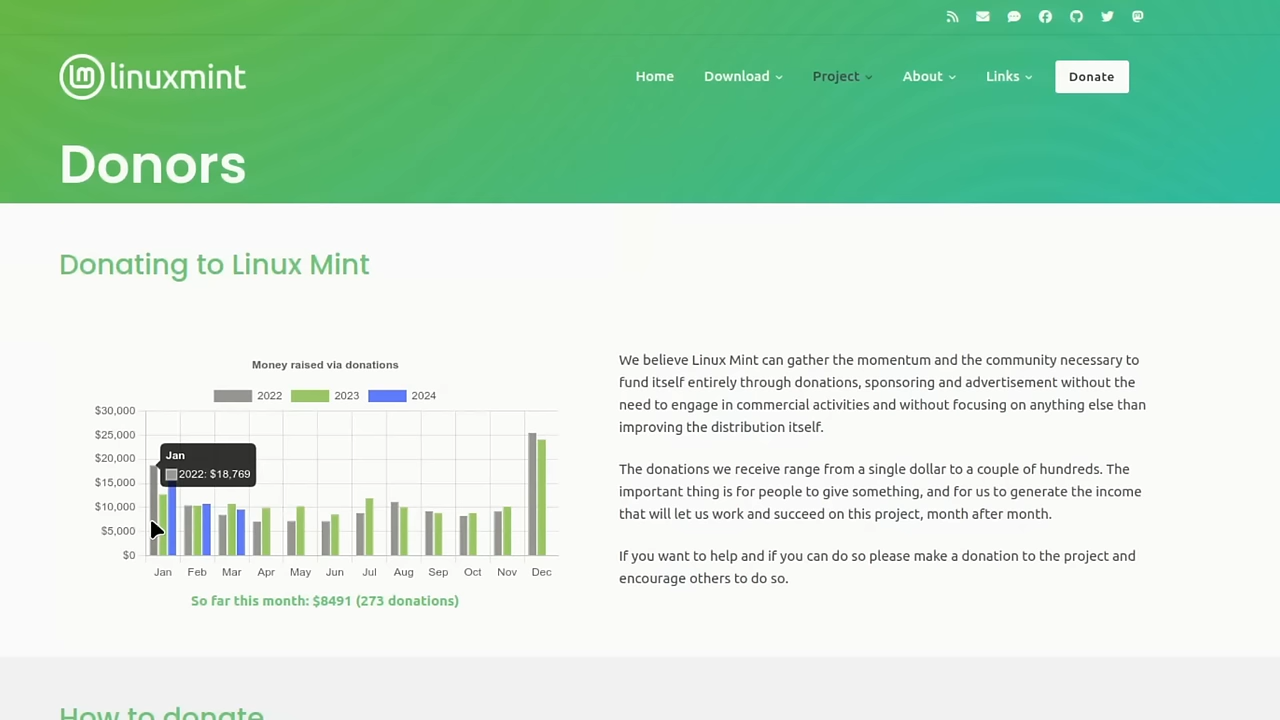 linuxmint
Home Download Project About Links Donate
Donors
Donating to Linux Mint
Money raised via donations
2022 2023 2024
$30,000
$25,000
$20,000
$15,000
$10,000
$5,000
$0
Jan
2022: $18,769
Jan Feb Mar Apr May Jun Jul Aug Sep Oct Nov Dec
So far this month: $8491 (273 donations)
We believe Linux Mint can gather the momentum and the community necessary to
fund itself entirely through donations, sponsoring and advertisement without the
need to engage in commercial activities and without focusing on anything else than
improving the distribution itself.
The donations we receive range from a single dollar to a couple of hundreds. The
important thing is for people to give something, and for us to generate the income
that will let us work and succeed on this project, month after month.
If you want to help and if you can do so please make a donation to the project and
encourage others to do so.
How to donate